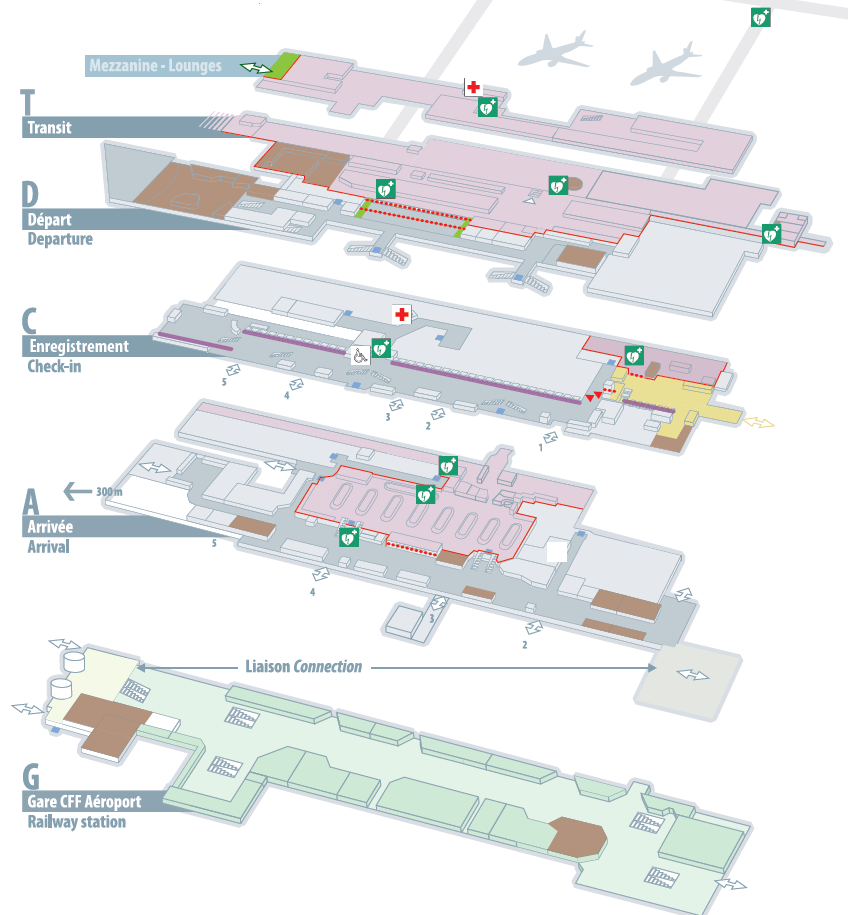 Mezzanine - Lounges
T
Transit
D
Départ
Departure
C
Enregistrement
Check-in
5
4
3
2
1
300m
A
Arrivée
Arrival
5
4
3
2
Liaison Connection
G
Gare CFF Aéroport
Railway station